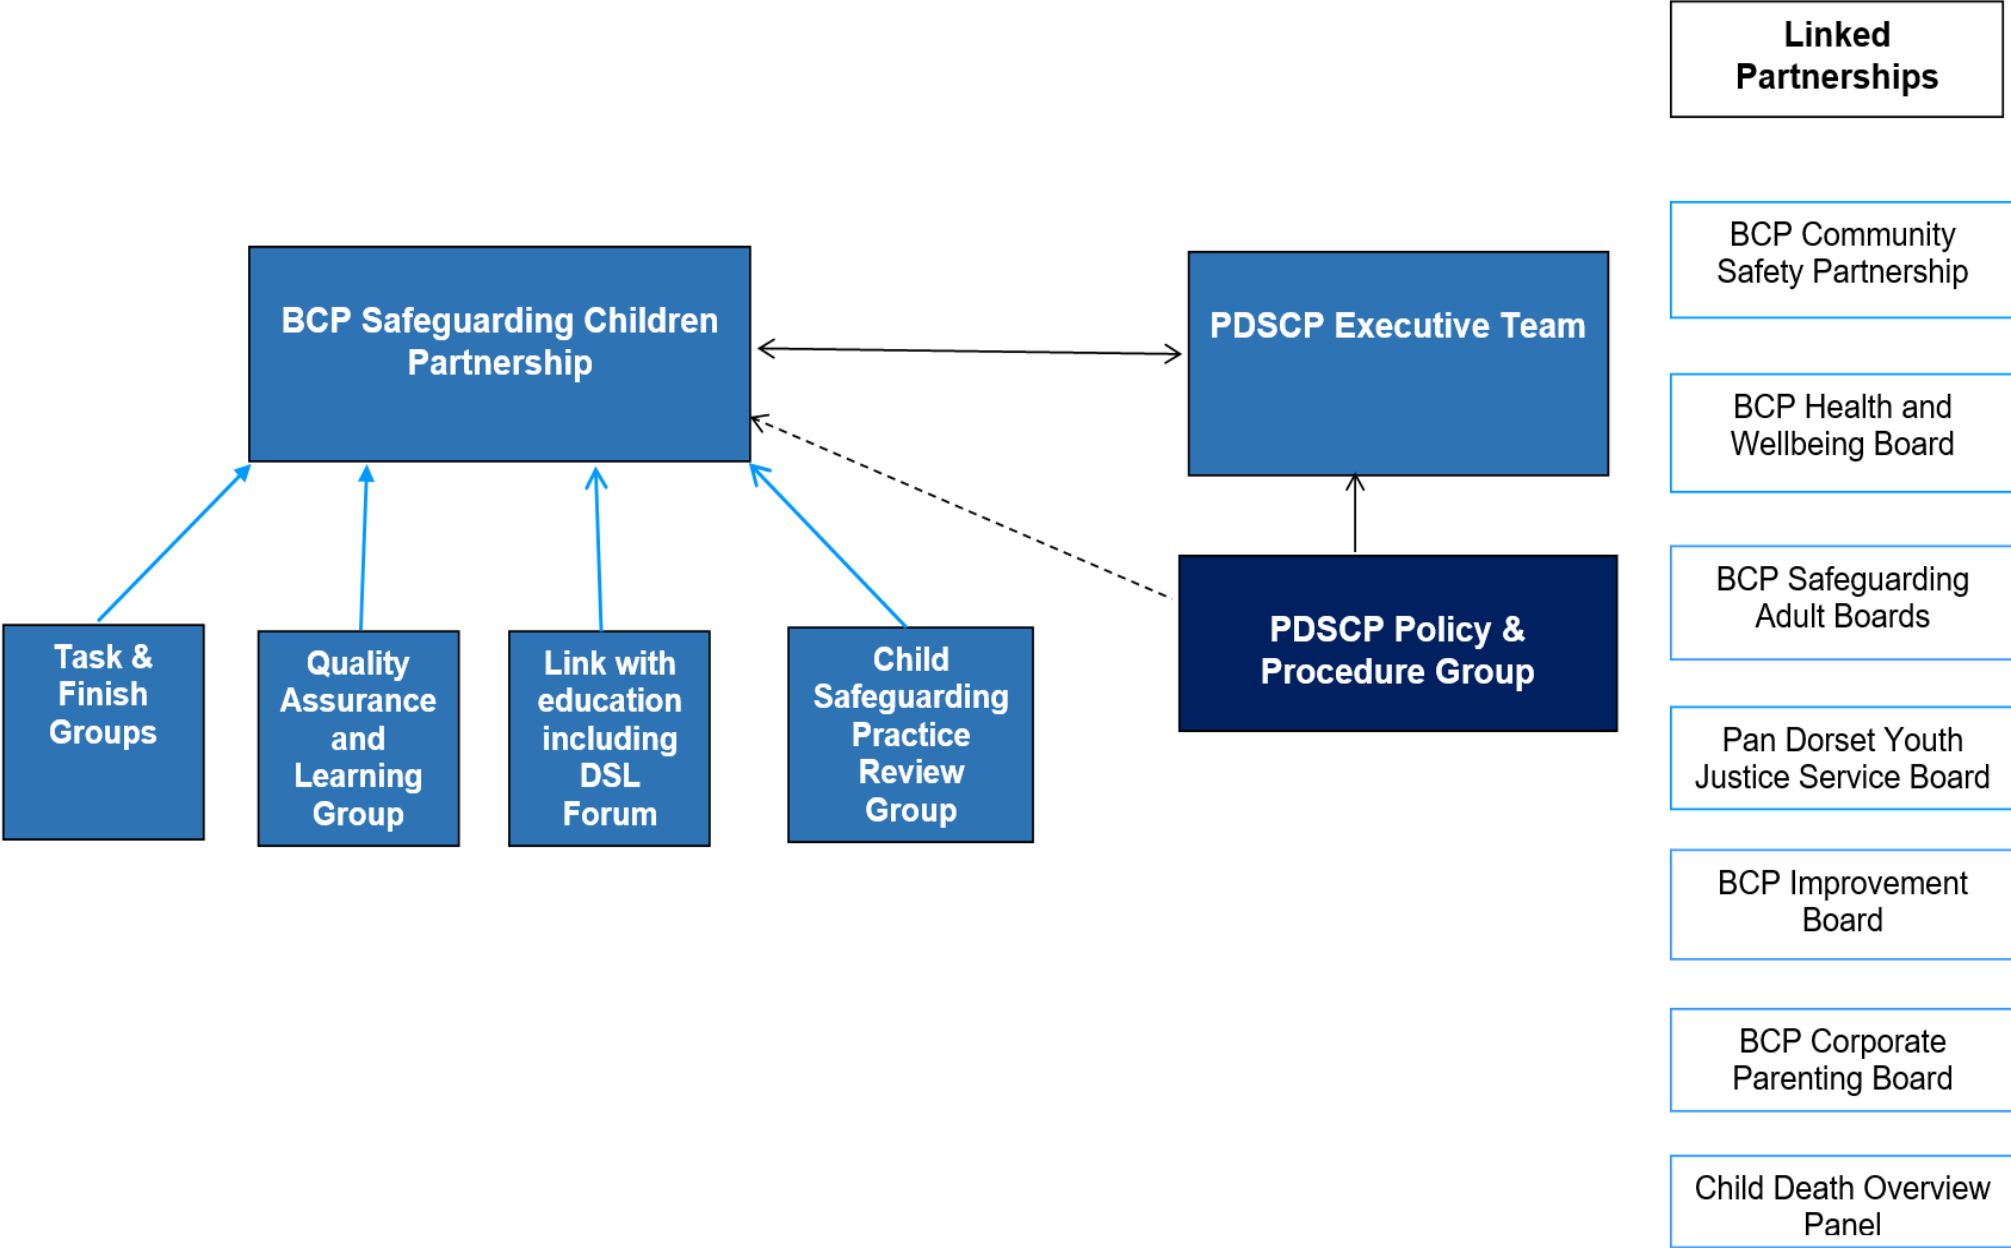 Linked
Partnerships
BCP Safeguarding Children
Partnership
PDSCP Executive Team
Task &
Finish
Groups
Quality
Assurance
and
Learning
Group
Link with
education
including
DSL
Forum
Child
Safeguarding
Practice
Review
Group
PDSCP Policy &
Procedure Group
BCP Community
Safety Partnership
BCP Health and
Wellbeing Board
BCP Safeguarding
Adult Boards
Pan Dorset Youth
Justice Service Board
BCP Improvement
Board
BCP Corporate
Parenting Board
Child Death Overview
Panel